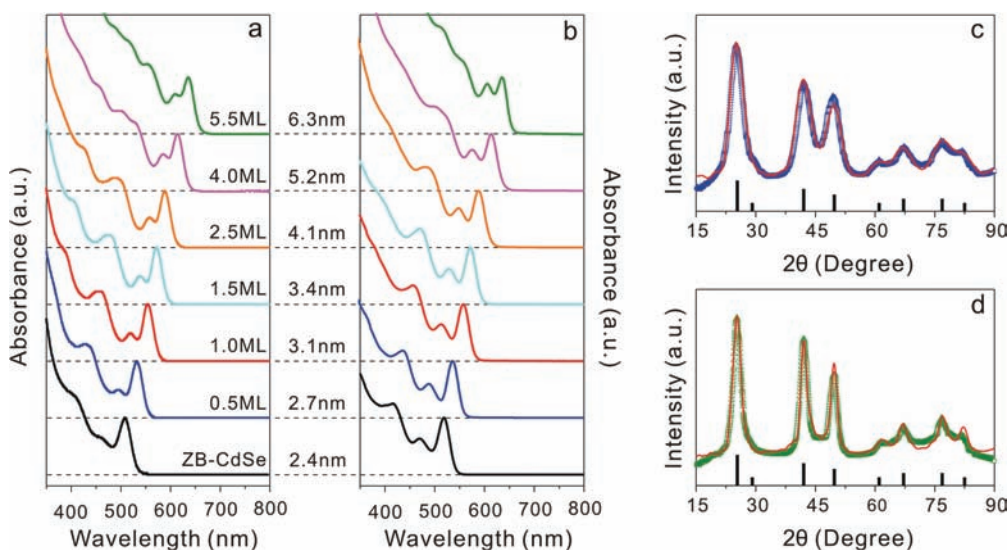 a
b
Absorbance (a.u.)
5.5ML
4.0ML
2.5ML
1.5ML
1.0ML
0.5ML
ZB-CdSe
6.3nm
5.2nm
4.1nm
3.4nm
3.1nm
2.7nm
2.4nm
Absorbance (a.u.)
400 500 600 700 800
Wavelength (nm)
400 500 600 700 800
Wavelength (nm)
c
Intensity (a.u.)
15 30 45 60 75 90
2θ (Degree)
d
Intensity (a.u.)
15 30 45 60 75 90
2θ (Degree)